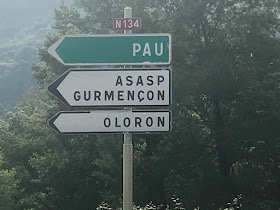 N134
PAU
ASASP
GURMENÇON
OLORON